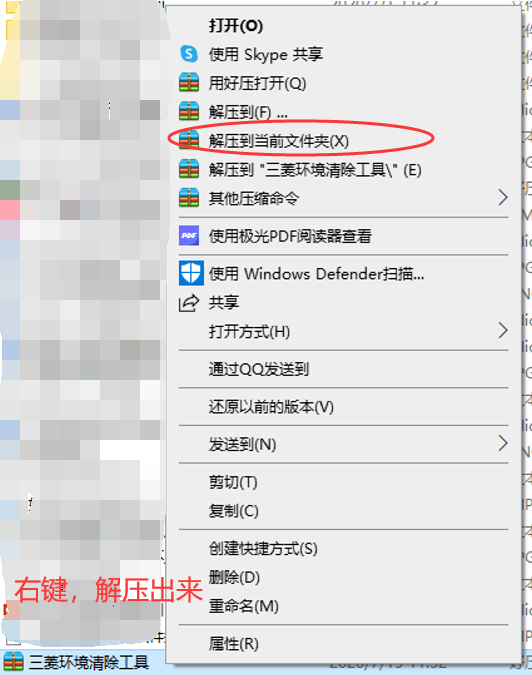 打开(O)
使用 Skype 共享
用好压打开(Q)
解压到(F) ...
解压到当前文件夹(X)
解压到 "三菱环境清除工具\" (E)
其他压缩命令
PDF
使用极光PDF阅读器查看
使用 Windows Defender扫描...
共享
打开方式(H)
通过QQ发送到
还原以前的版本(V)
发送到(N)
剪切(T)
复制(C)
创建快捷方式(S)
删除(D)
右键，解压出来
重命名(M)
属性(R)
三菱环境清除工具